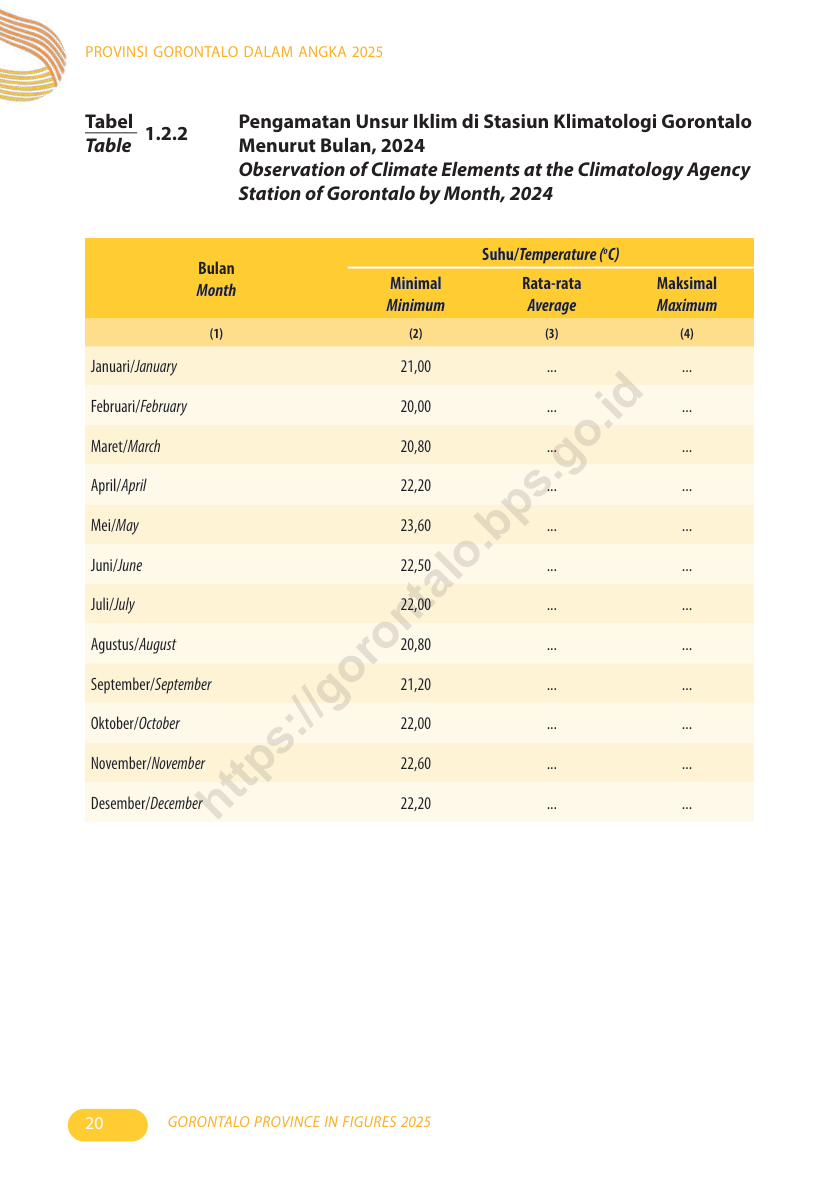 PROVINSI GORONTALO DALAM ANGKA 2025
Tabel
Table
1.2.2
Pengamatan Unsur Iklim di Stasiun Klimatologi Gorontalo
Menurut Bulan, 2024
Observation of Climate Elements at the Climatology Agency
Station of Gorontalo by Month, 2024
Bulan
Month
Suhu/Temperature (°C)
Minimal Rata-rata Maksimal
Minimum Average Maximum
(1) (2) (3) (4)
Januari/January 21,00 ... ...
Februari/February 20,00 ... ...
Maret/March 20,80 ... ...
April/April 22,20 ... ...
Mei/May 23,60 ... ...
Juni/June 22,50 ... ...
Juli/July 22,00 ... ...
Agustus/August 20,80 ... ...
September/September 21,20 ... ...
Oktober/October 22,00 ... ...
November/November 22,60 ... ...
Desember/December 22,20 ... ...
https://gorontalo.bps.go.id
20 GORONTALO PROVINCE IN FIGURES 2025